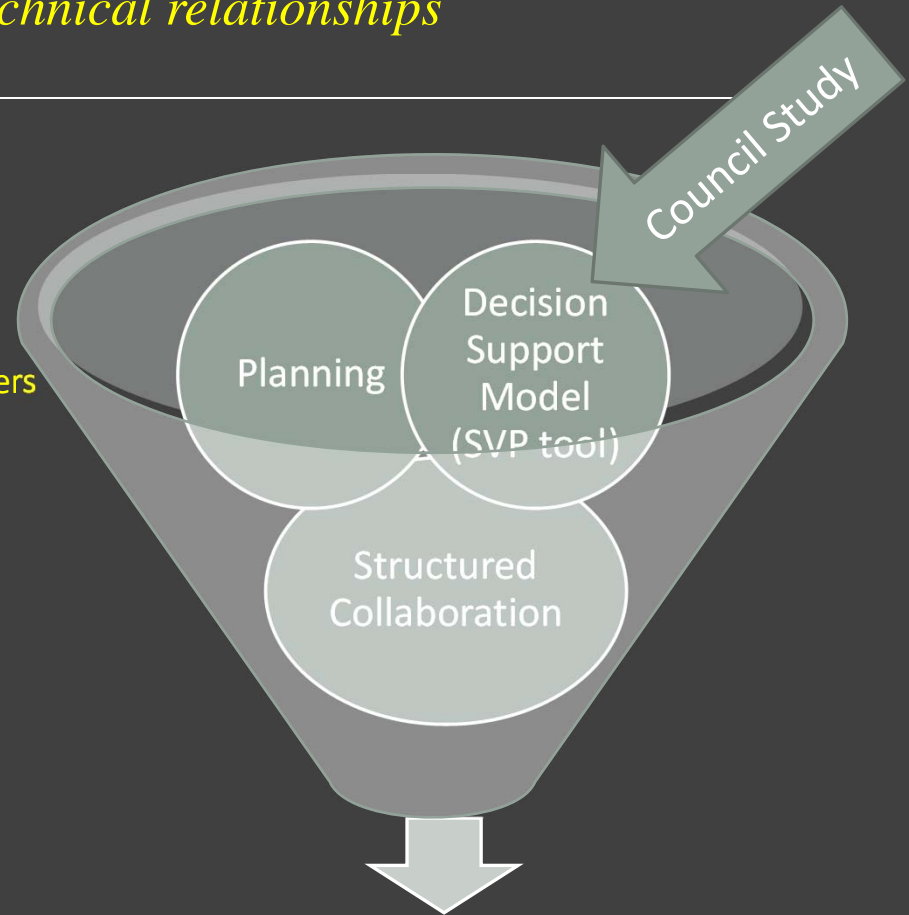 chnical relationships
Council Study
ers
Planning
Decision
Support
Model
(SVP tool)
Structured
Collaboration